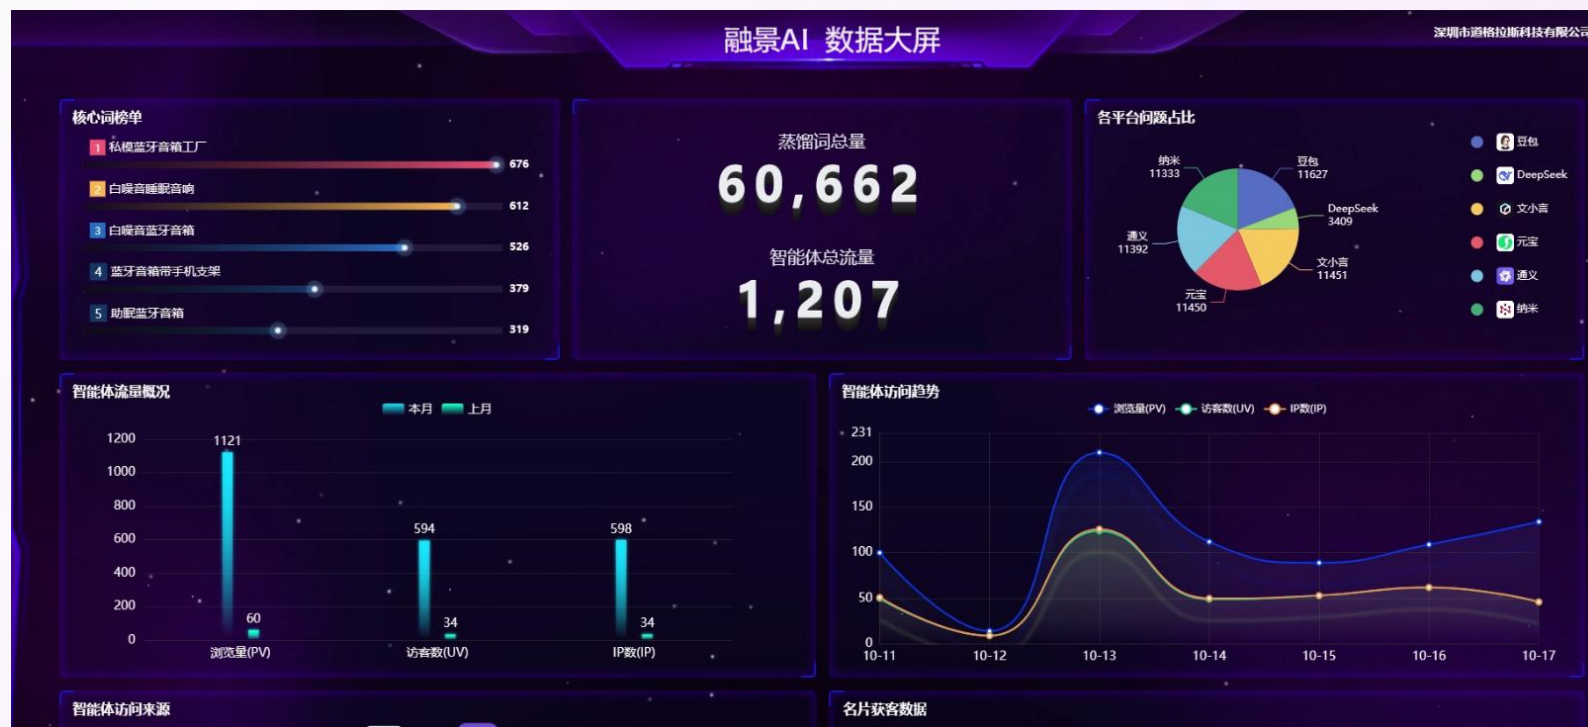 融景AI 数据大屏
深圳市道格拉斯科技有限公司
核心词榜单
1 私模蓝牙音箱工厂
676
2 白噪音睡眠音响
612
3 白噪音蓝牙音箱
526
4 蓝牙音箱带手机支架
379
5 助眠蓝牙音箱
319
蒸馏词总量
60,662
智能体总流量
1,207
各平台问题占比
纳米
11333
豆包
11627
DeepSeek
3409
通义
11392
文小言
11451
元宝
11450
豆包
DeepSeek
文小言
元宝
通义
纳米
智能体流量概况
本月 上月
1200
1000
800
600
400
200
0
1121
60
594
34
598
34
浏览量(PV) 访客数(UV) IP数(IP)
智能体访问趋势
浏览量(PV) 访客数(UV) IP数(IP)
231
200
150
100
50
0
10-11 10-12 10-13 10-14 10-15 10-16 10-17
智能体访问来源
名片获客数据